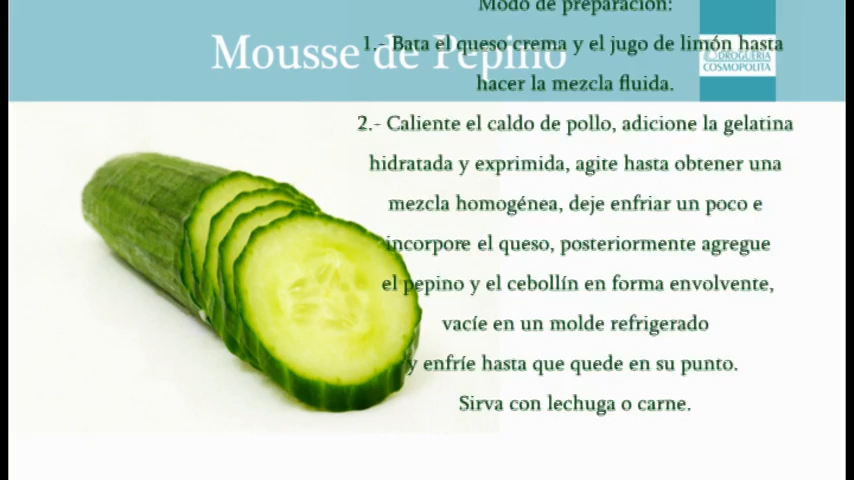 Modo de preparación:
Mousse de Pepino
1.- Bata el queso crema y el jugo de limón hasta
hacer la mezcla fluida.
DROGUERIA
COSMOPOLITA
2.- Caliente el caldo de pollo, adicione la gelatina
hidratada y exprimida, agite hasta obtener una
mezcla homogénea, deje enfriar un poco e
incorpore el queso, posteriormente agregue
el pepino y el cebollín en forma envolvente,
vacíe en un molde refrigerado
y enfríe hasta que quede en su punto.
Sirva con lechuga o carne.